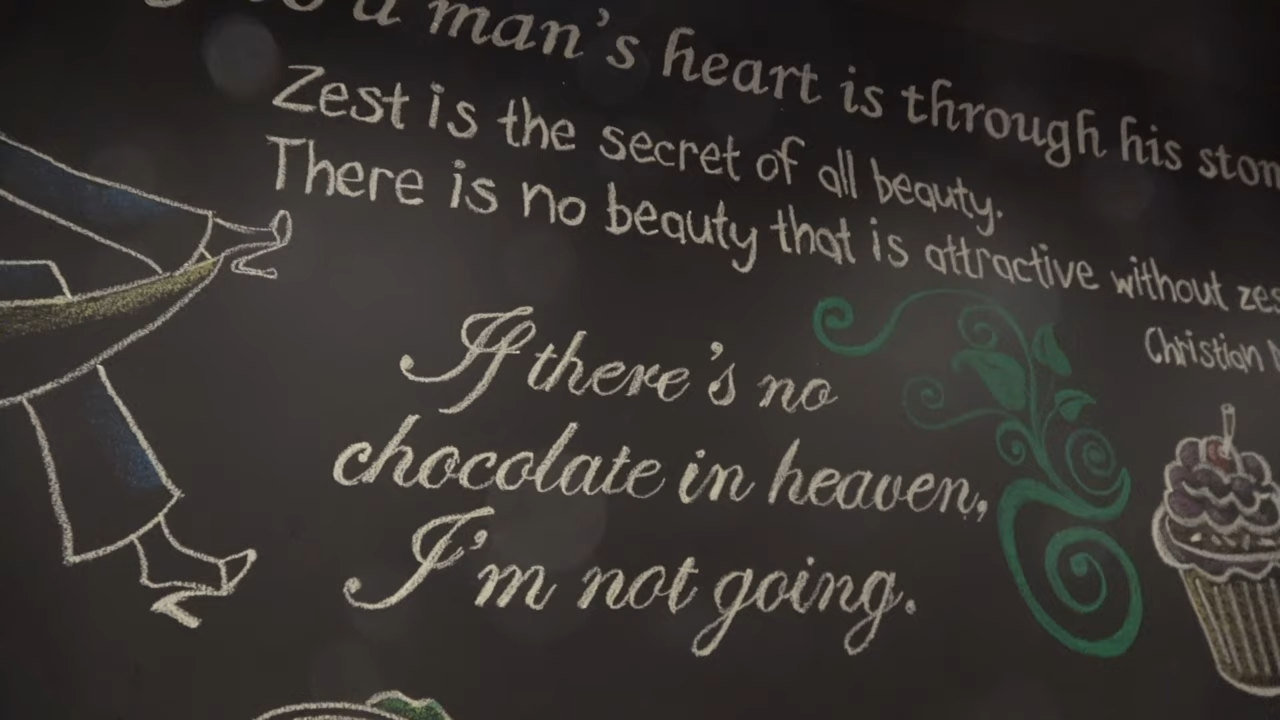 a man's heart is through his
Zest is the secret of all beauty.
There is no beauty that is attractive without
Christian
If there's no
chocolate in heaven,
I'm not going.